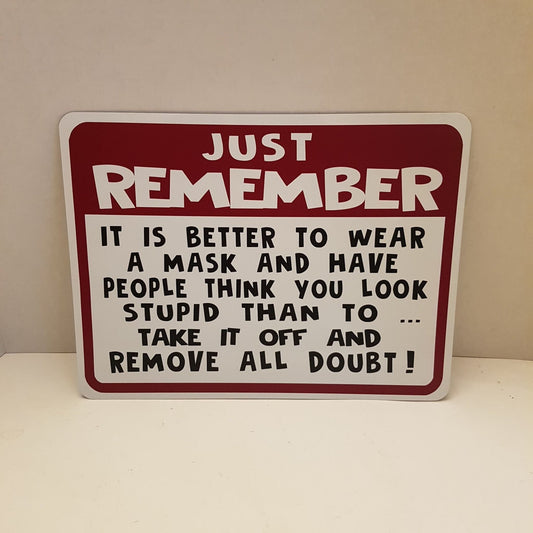 JUST
REMEMBER
IT IS BETTER TO WEAR
A MASK AND HAVE
PEOPLE THINK YOU LOOK
STUPID THAN TO ...
TAKE IT OFF AND
REMOVE ALL DOUBT!